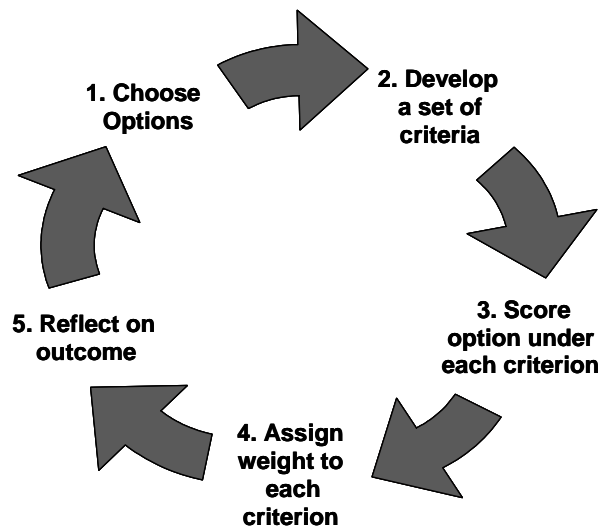 1. Choose
Options
2. Develop
a set of
criteria
3. Score
option under
each criterion
4. Assign
weight to
each
criterion
5. Reflect on
outcome